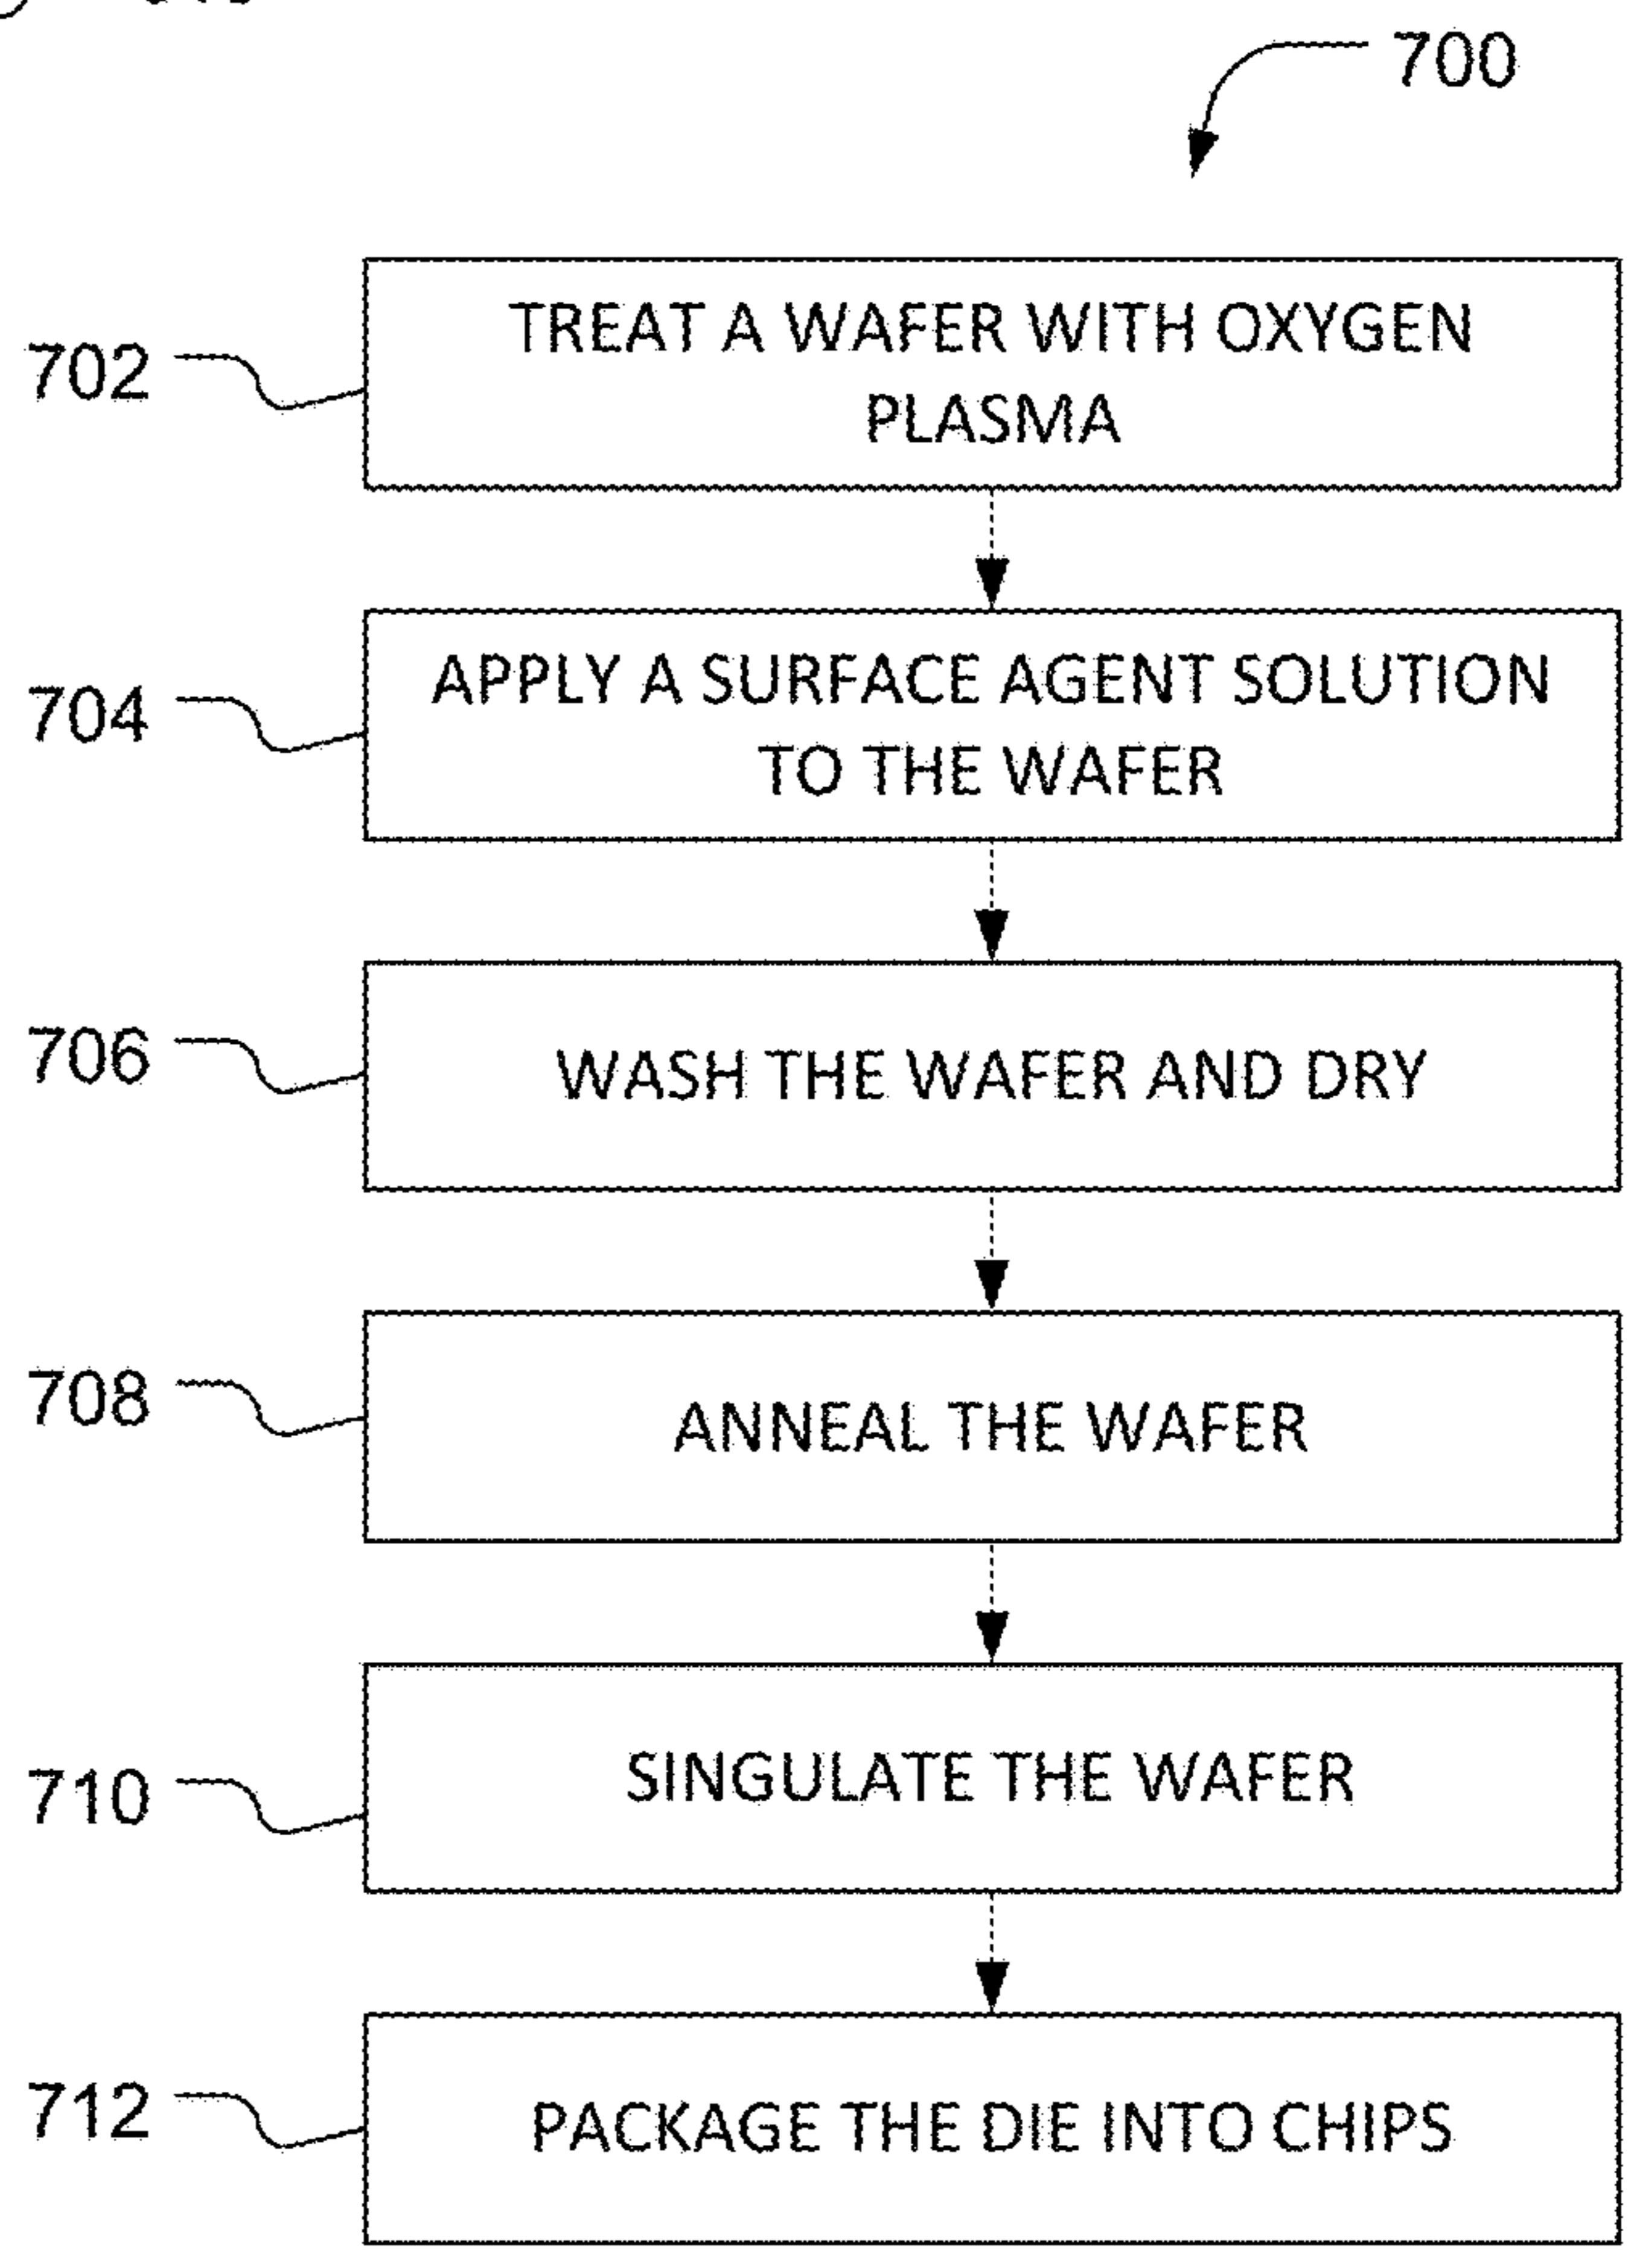 700
702
TREAT A WAFER WITH OXYGEN
PLASMA
704
APPLY A SURFACE AGENT SOLUTION
TO THE WAFER
706
WASH THE WAFER AND DRY
708
ANNEAL THE WAFER
710
SINGULATE THE WAFER
712
PACKAGE THE DIE INTO CHIPS